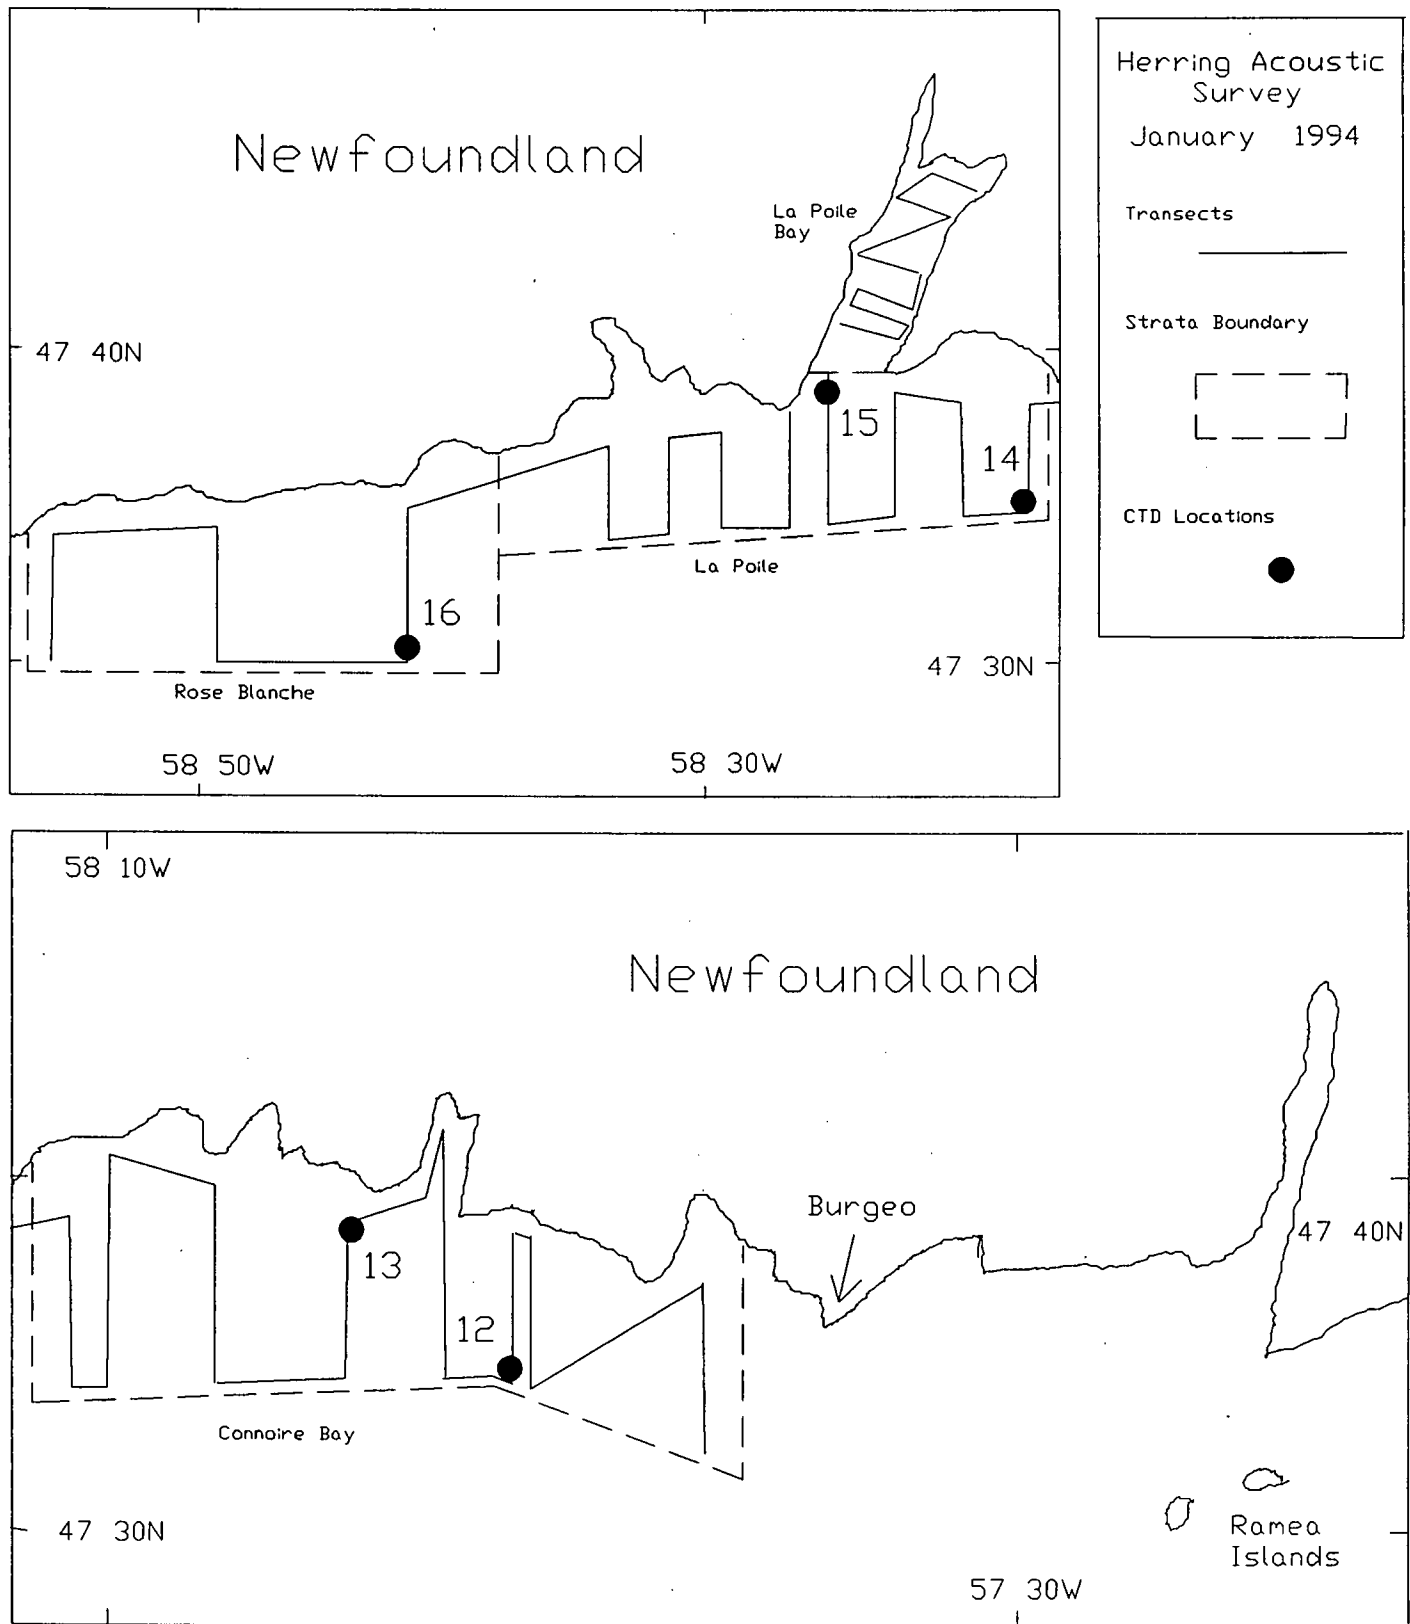 Newfoundland
La Poile
Bay
47 40N
15
14
La Poile
16
47 30N
Rose Blanche
58 50W
58 30W
Herring Acoustic
Survey
January 1994
Transects
Strata Boundary
CTD Locations
58 10W
Newfoundland
Burgeo
47 40N
13
12
Connoire Bay
47 30N
Ramea
Islands
57 30W